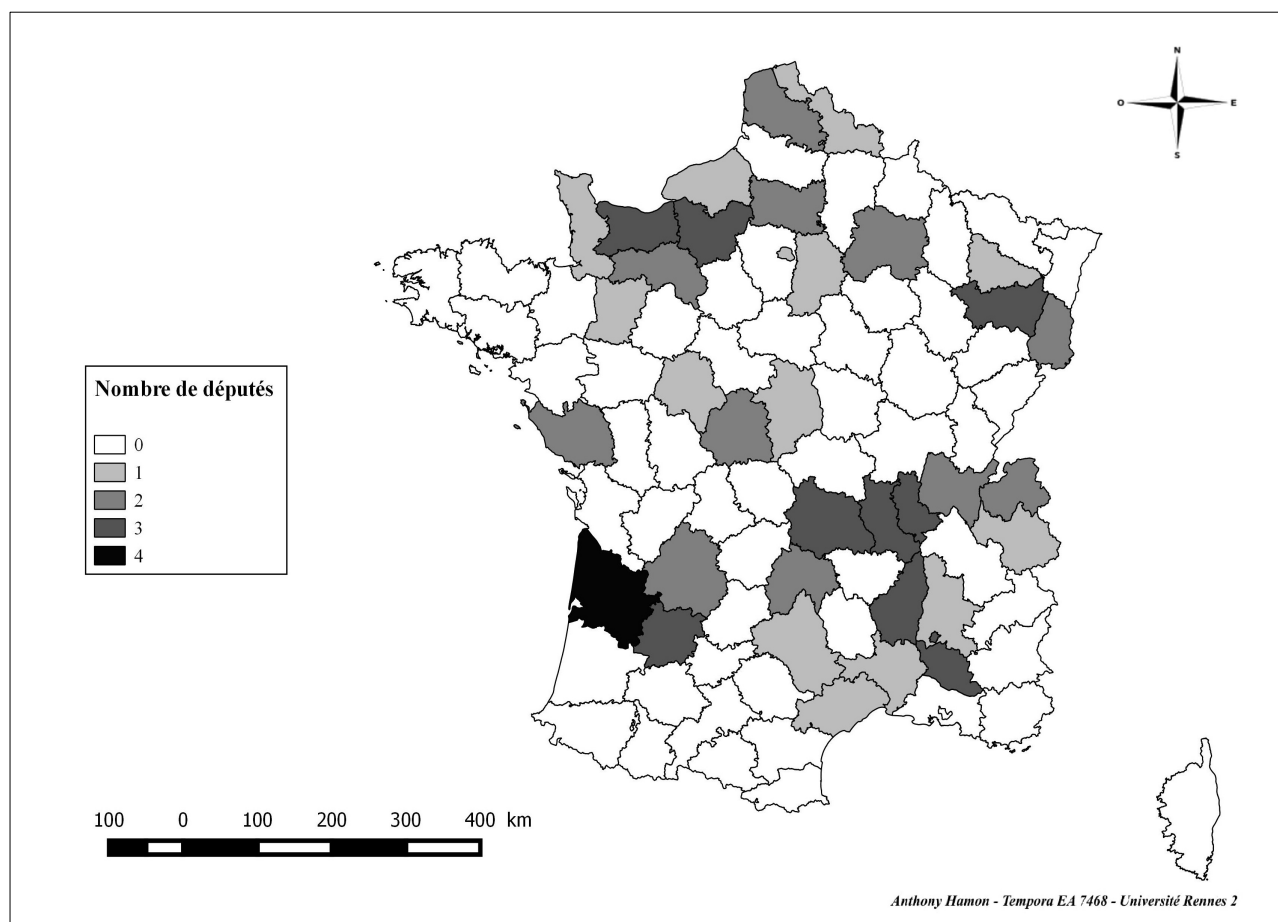 N
O
E
S
Nombre de députés
0
1
2
3
4
100 0 100 200 300 400 km
Anthony Hamon - Tempora EA 7468 - Université Rennes 2